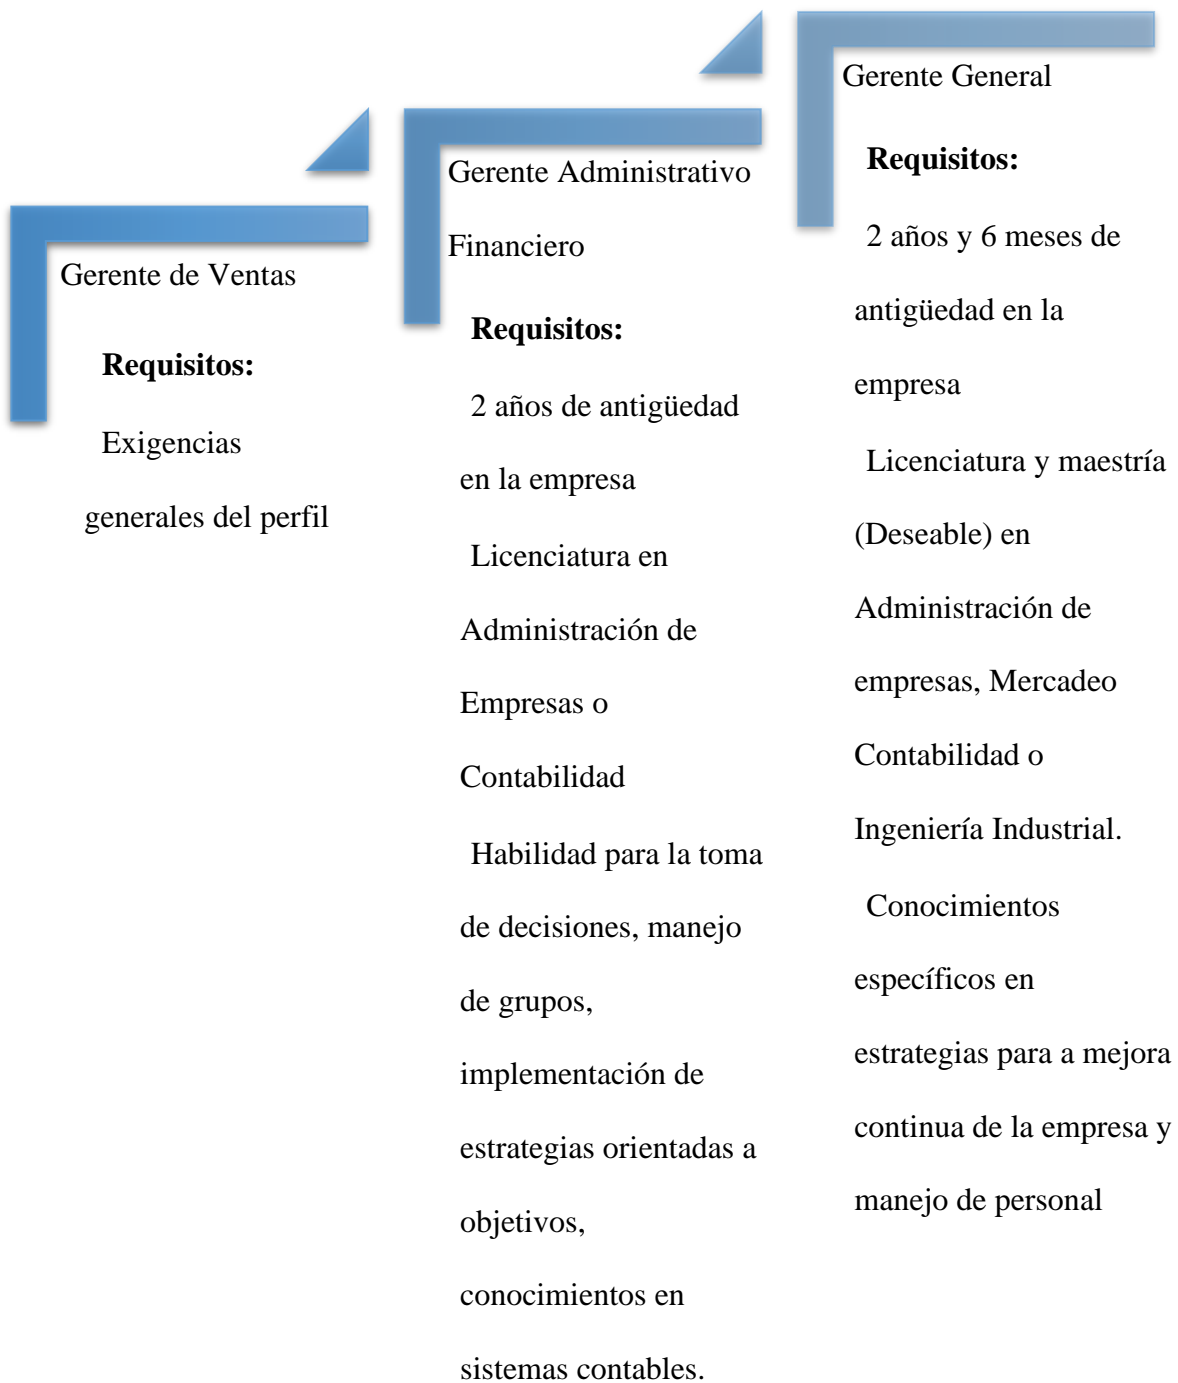 Gerente de Ventas
Requisitos:
Exigencias
generales del perfil
Gerente Administrativo
Financiero
Requisitos:
2 años de antigüedad
en la empresa
Licenciatura en
Administración de
Empresas o
Contabilidad
Habilidad para la toma
de decisiones, manejo
de grupos,
implementación de
estrategias orientadas a
objetivos,
conocimientos en
sistemas contables.
Gerente General
Requisitos:
2 años y 6 meses de
antigüedad en la
empresa
Licenciatura y maestría
(Deseable) en
Administración de
empresas, Mercadeo
Contabilidad o
Ingeniería Industrial.
Conocimientos
específicos en
estrategias para a mejora
continua de la empresa y
manejo de personal